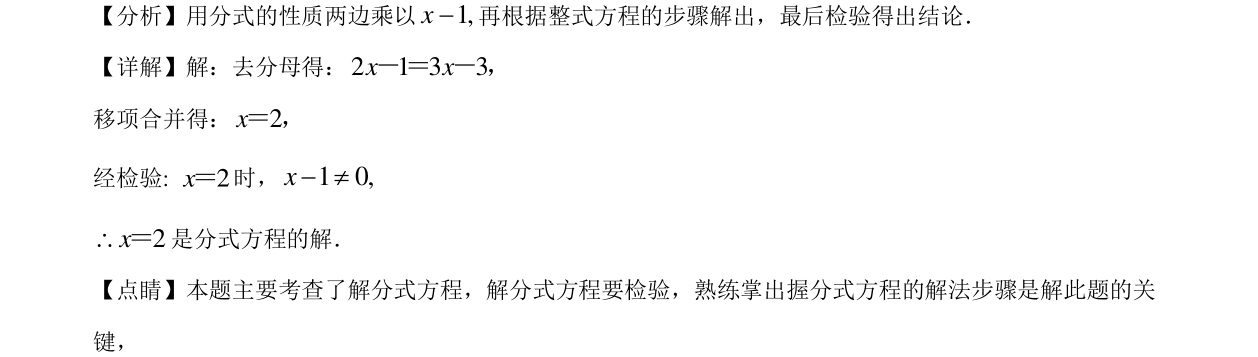 【分析】用分式的性质两边乘以 x－1, 再根据整式方程的步骤解出，最后检验得出结论．
【详解】解：去分母得：2x－1＝3x－3，
移项合并得：x＝2，
经检验: x＝2时，x－1≠0,
∴x＝2是分式方程的解．
【点睛】本题主要考查了解分式方程，解分式方程要检验，熟练掌出握分式方程的解法步骤是解此题的关
键，